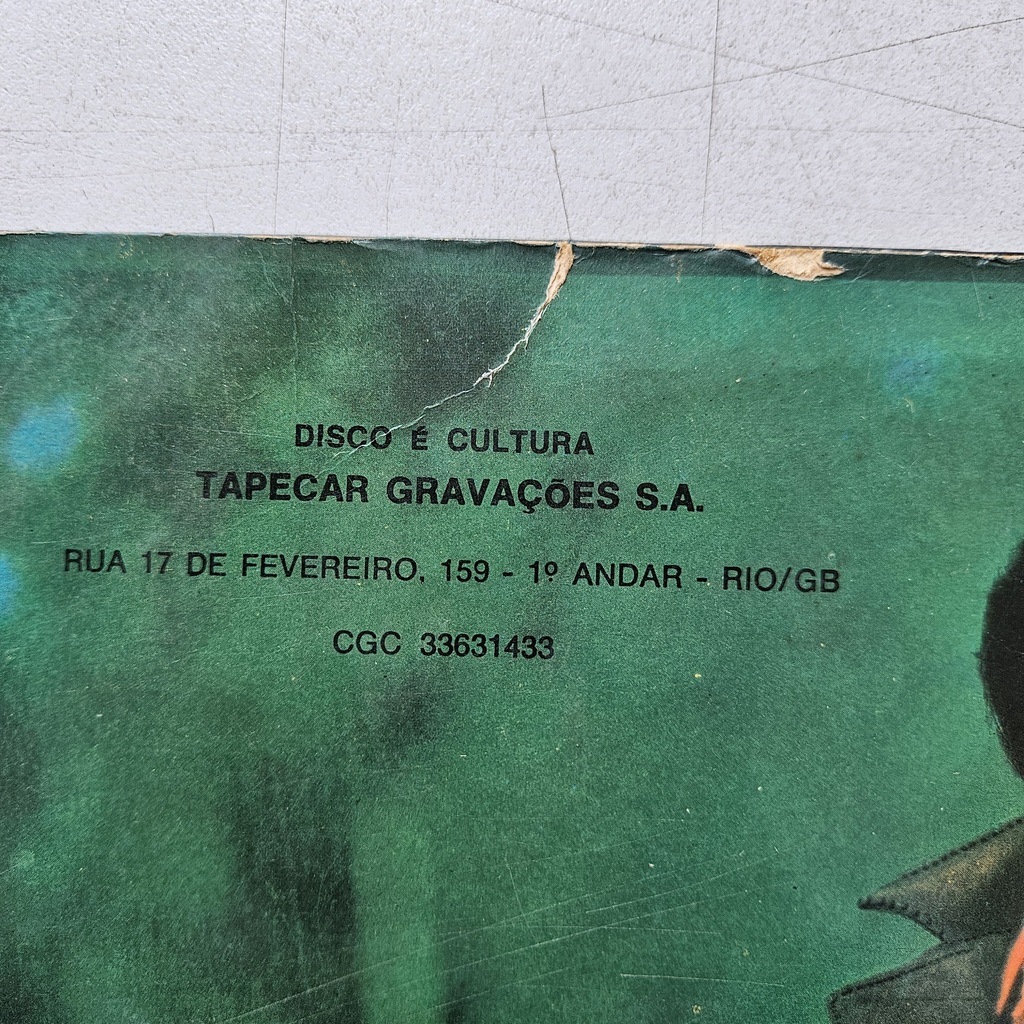 DISCO É CULTURA
TAPECAR GRAVAÇÕES S.A.
RUA 17 DE FEVEREIRO, 159 - 1º ANDAR - RIO/GB
CGC 33631433